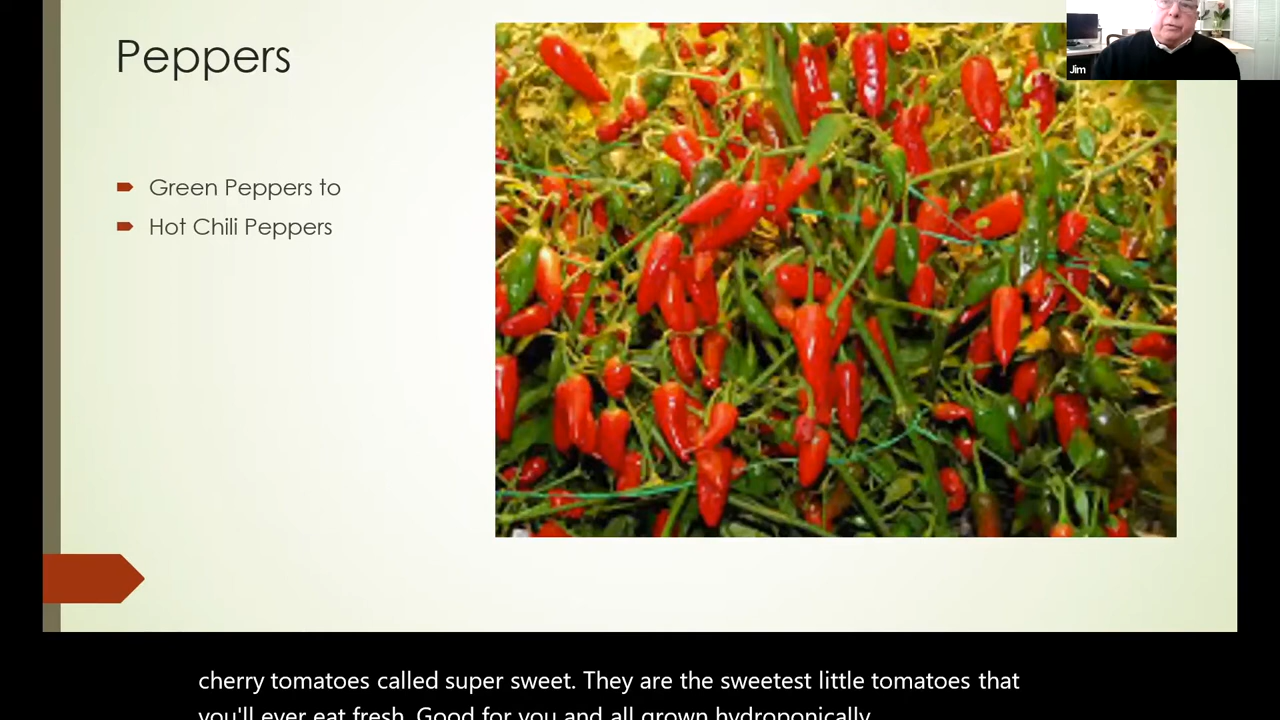 Peppers
Green Peppers to
Hot Chili Peppers
Jim
cherry tomatoes called super sweet. They are the sweetest little tomatoes that
you'll ever eat fresh. Good for you and all grown hydroponically